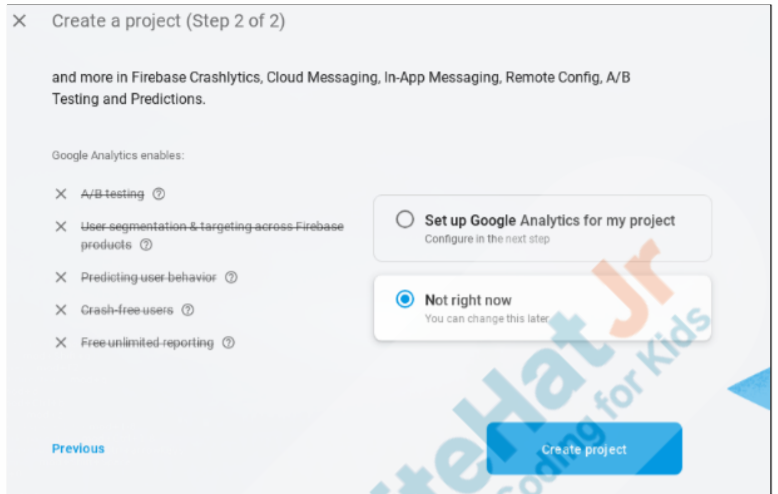 Create a project (Step 2 of 2)
and more in Firebase Crashlytics, Cloud Messaging, In-App Messaging, Remote Config, A/B
Testing and Predictions.
Google Analytics enables:
A/B testing
User segmentation & targeting across Firebase
products
Predicting user behavior
Crash-free users
Free unlimited reporting
Set up Google Analytics for my project
Configure in the next step
Not right now
You can change this later
Previous
Create project
iteHat Jr
Coding for Kids